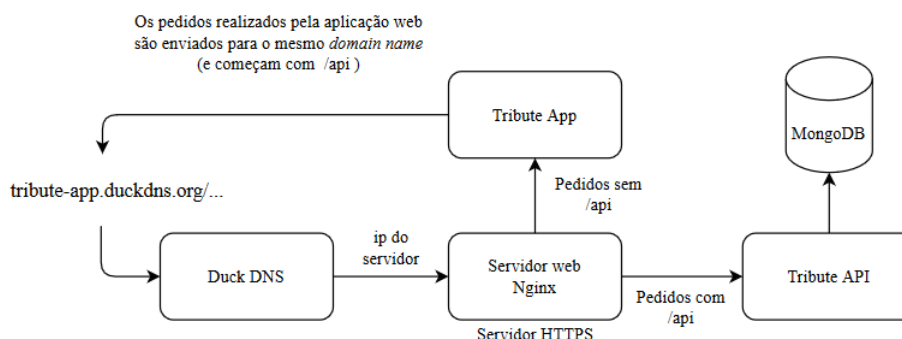 Os pedidos realizados pela aplicação web
são enviados para o mesmo domain name
(e começam com /api )
Tribute App
MongoDB
tribute-app.duckdns.org/...
Pedidos sem
/api
ip do
servidor
Duck DNS
Servidor web
Nginx
Tribute API
Pedidos com
/api
Servidor HTTPS